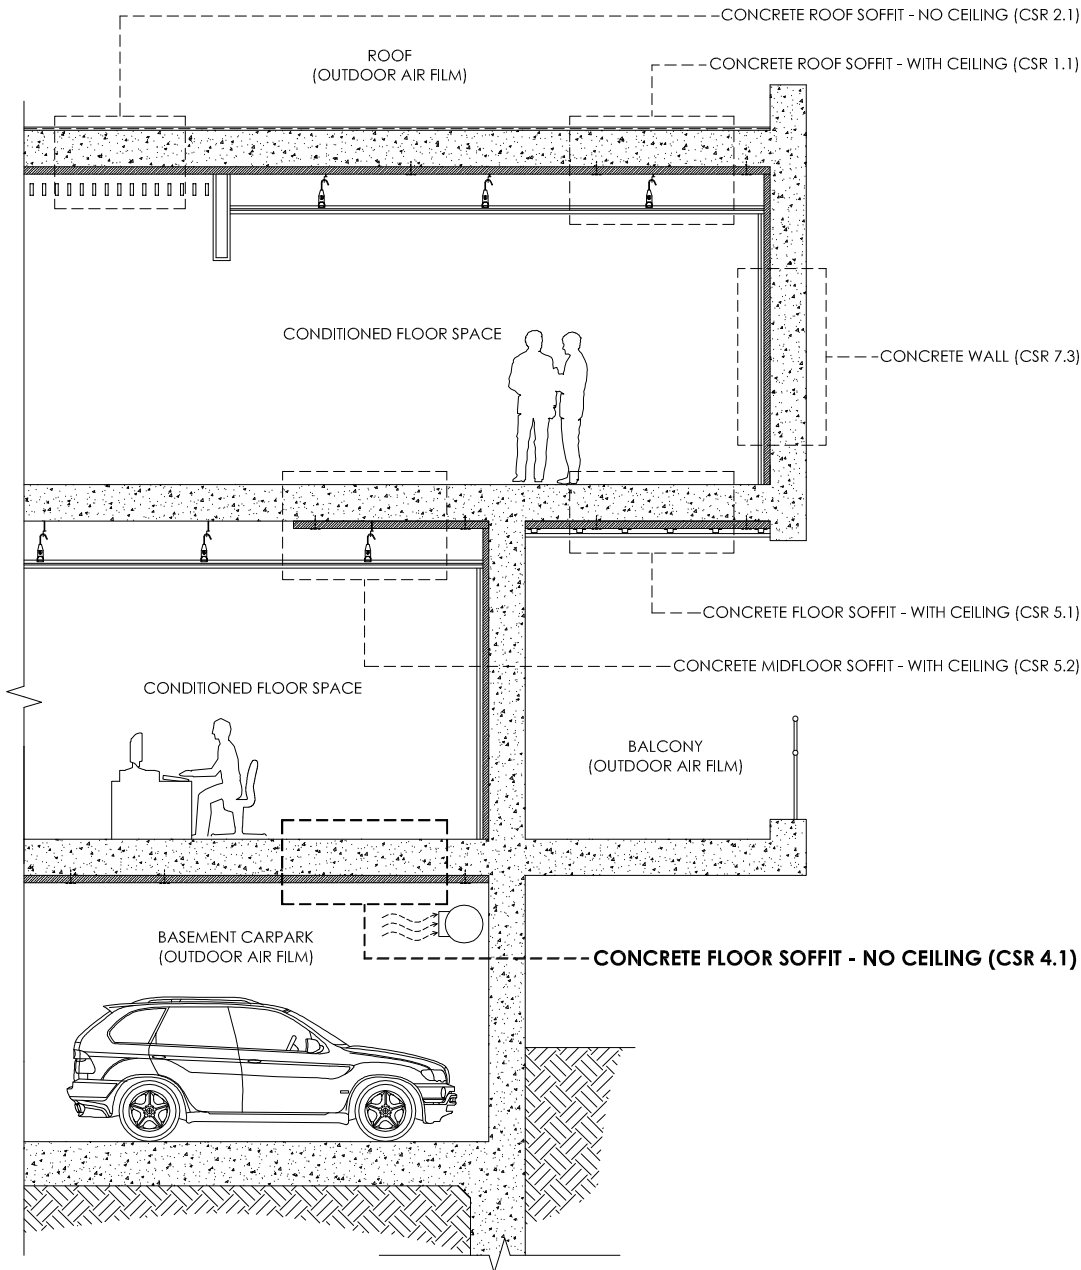 CONCRETE ROOF SOFFIT - NO CEILING (CSR 2.1)
ROOF
(OUTDOOR AIR FILM)
CONCRETE ROOF SOFFIT - WITH CEILING (CSR 1.1)
CONDITIONED FLOOR SPACE
CONCRETE WALL (CSR 7.3)
CONCRETE FLOOR SOFFIT - WITH CEILING (CSR 5.1)
CONCRETE MIDFLOOR SOFFIT - WITH CEILING (CSR 5.2)
CONDITIONED FLOOR SPACE
BALCONY
(OUTDOOR AIR FILM)
BASEMENT CARPARK
(OUTDOOR AIR FILM)
CONCRETE FLOOR SOFFIT - NO CEILING (CSR 4.1)